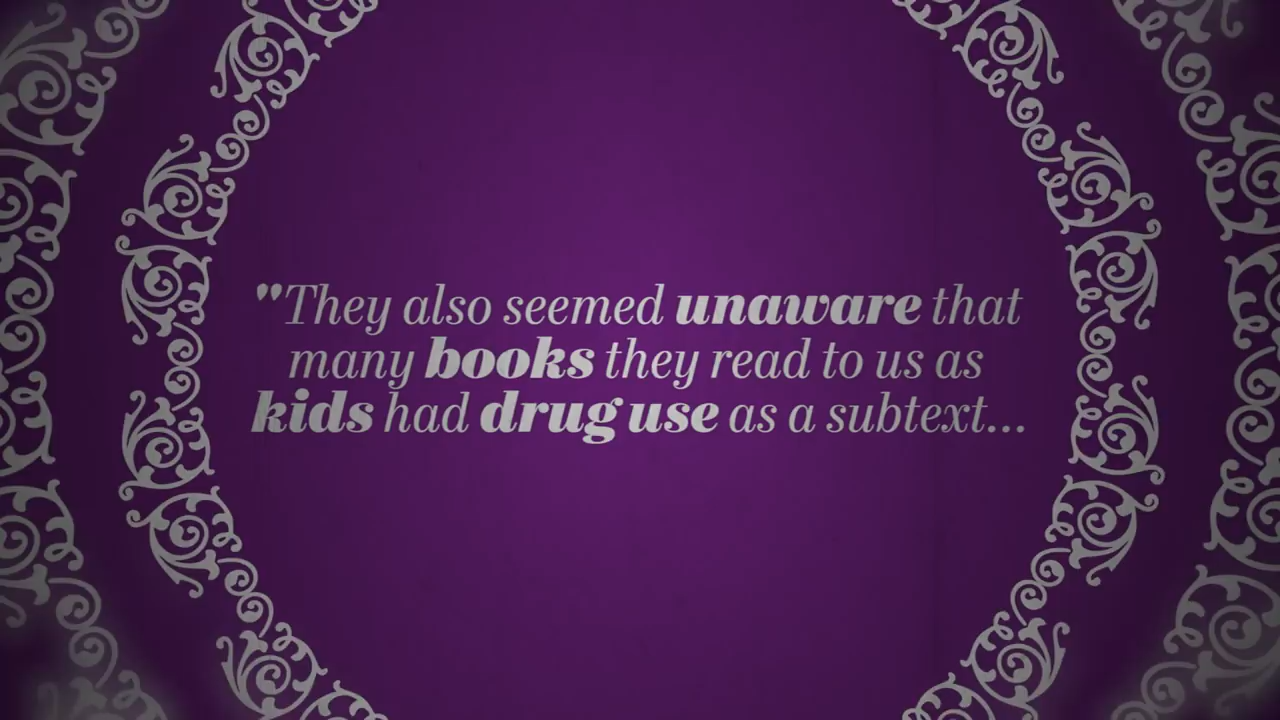 "They also seemed unaware that
many books they read to us as
kids had drug use as a subtext...